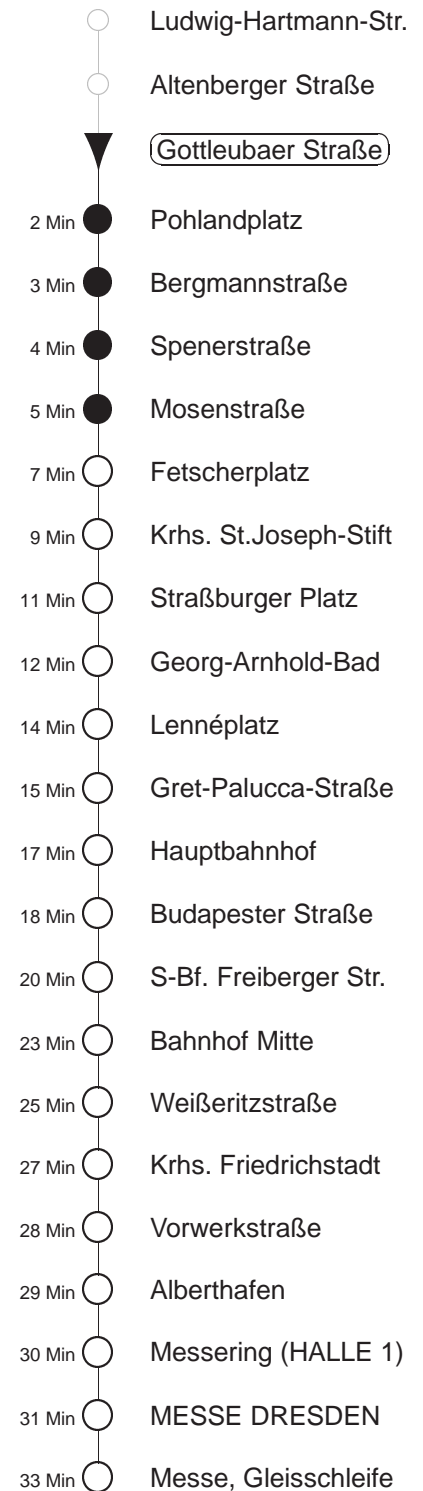 Ludwig-Hartmann-Str.
Altenberger Straße
Gottleubaer Straße
2 Min Pohlandplatz
3 Min Bergmannstraße
4 Min Spenerstraße
5 Min Mosenstraße
7 Min Fetscherplatz
9 Min Krhs. St.Joseph-Stift
11 Min Straßburger Platz
12 Min Georg-Arnhold-Bad
14 Min Lennéplatz
15 Min Gret-Palucca-Straße
17 Min Hauptbahnhof
18 Min Budapester Straße
20 Min S-Bf. Freiberger Str.
23 Min Bahnhof Mitte
25 Min Weißeritzstraße
27 Min Krhs. Friedrichstadt
28 Min Vorwerkstraße
29 Min Alberthafen
30 Min Messering (HALLE 1)
31 Min MESSE DRESDEN
33 Min Messe, Gleisschleife